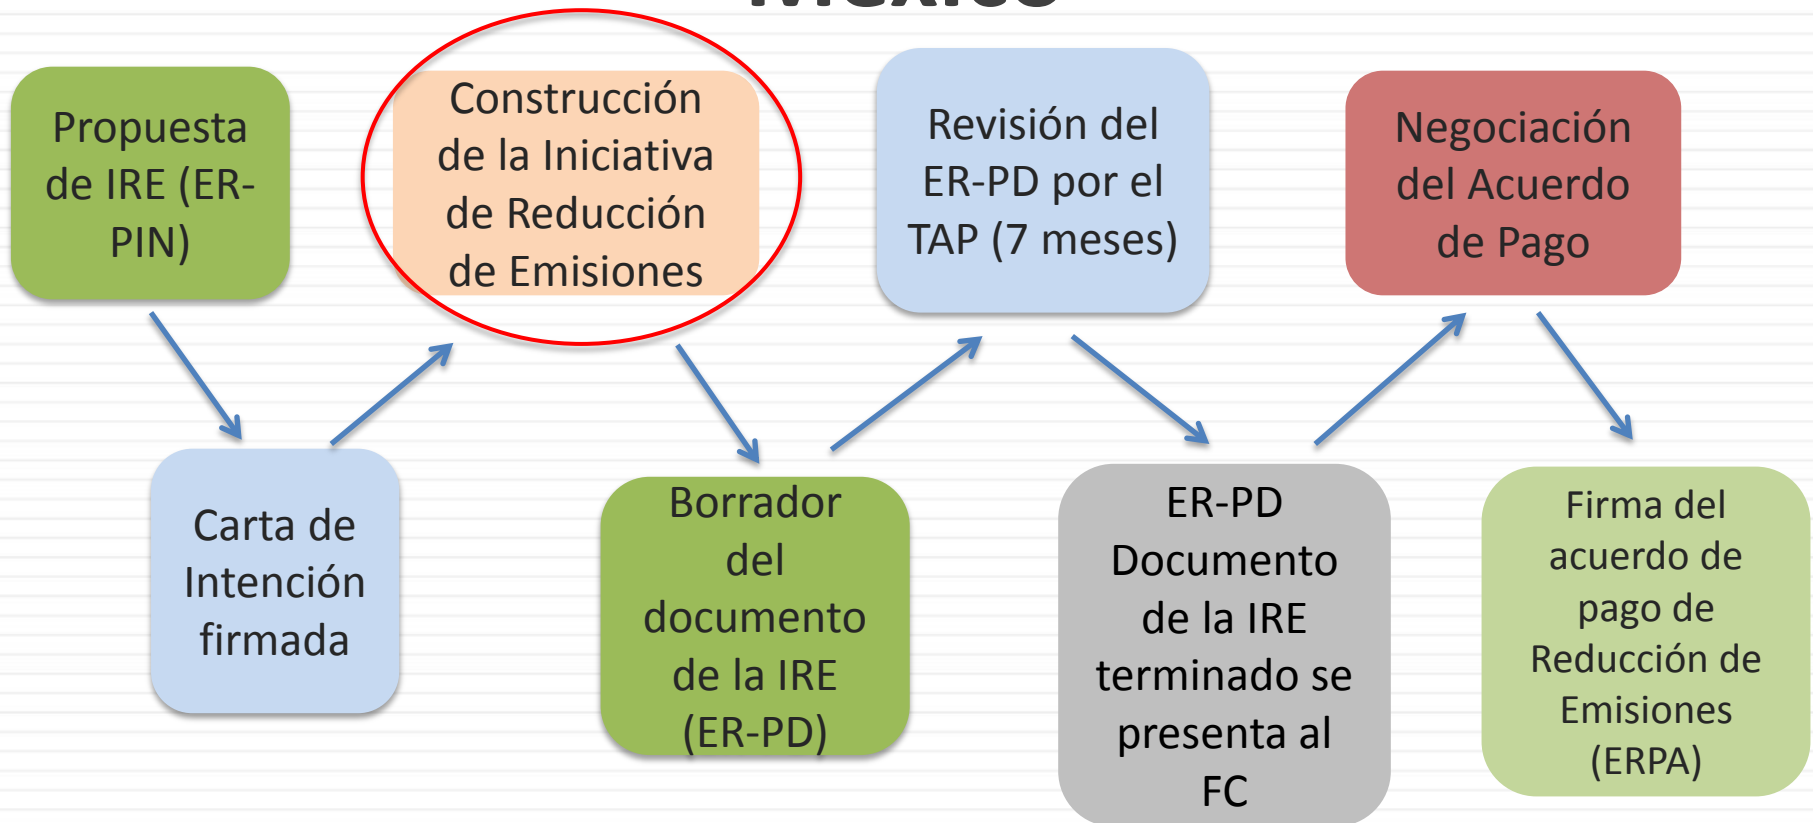 México
Propuesta
de IRE (ER-
PIN)
Carta de
Intención
firmada
Construcción
de la Iniciativa
de Reducción
de Emisiones
Borrador
del
documento
de la IRE
(ER-PD)
Revisión del
ER-PD por el
TAP (7 meses)
ER-PD
Documento
de la IRE
terminado se
presenta al
FC
Negociación
del Acuerdo
de Pago
Firma del
acuerdo de
pago de
Reducción de
Emisiones
(ERPA)